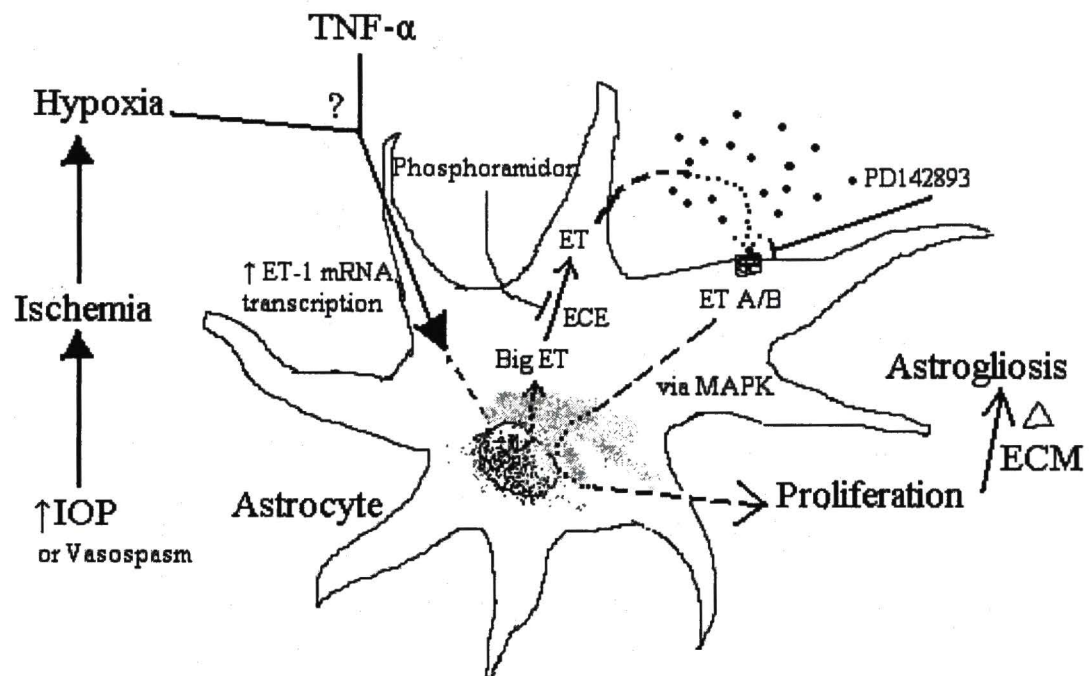 TNF-α
Hypoxia
?
Phosphoramidon
PD142893
ET
↑ ET-1 mRNA
transcription
ECE
ET A/B
Ischemia
Big ET
via MAPK
Astrogliosis
△
ECM
Astrocyte
Proliferation
↑IOP
or Vasospasm